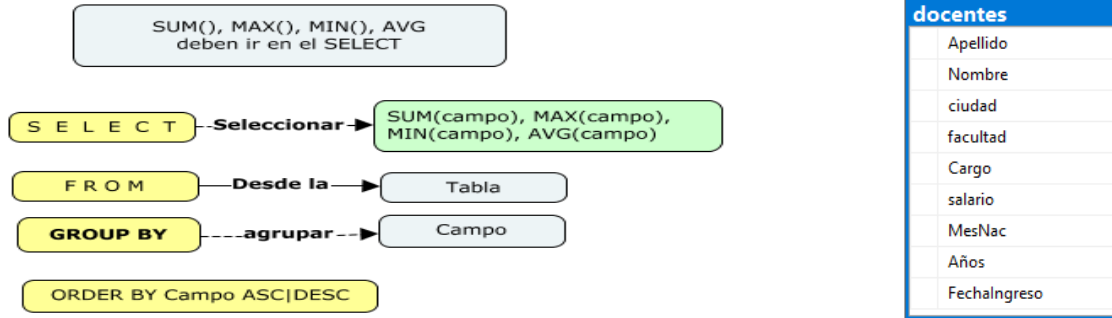 SUM(), MAX(), MIN(), AVG
deben ir en el SELECT
S E L E C T
Seleccionar
SUM(campo), MAX(campo),
MIN(campo), AVG(campo)
F R O M
Desde la
Tabla
GROUP BY
agrupar
Campo
ORDER BY Campo ASC|DESC
docentes
Apellido
Nombre
ciudad
facultad
Cargo
salario
MesNac
Años
FechaIngreso